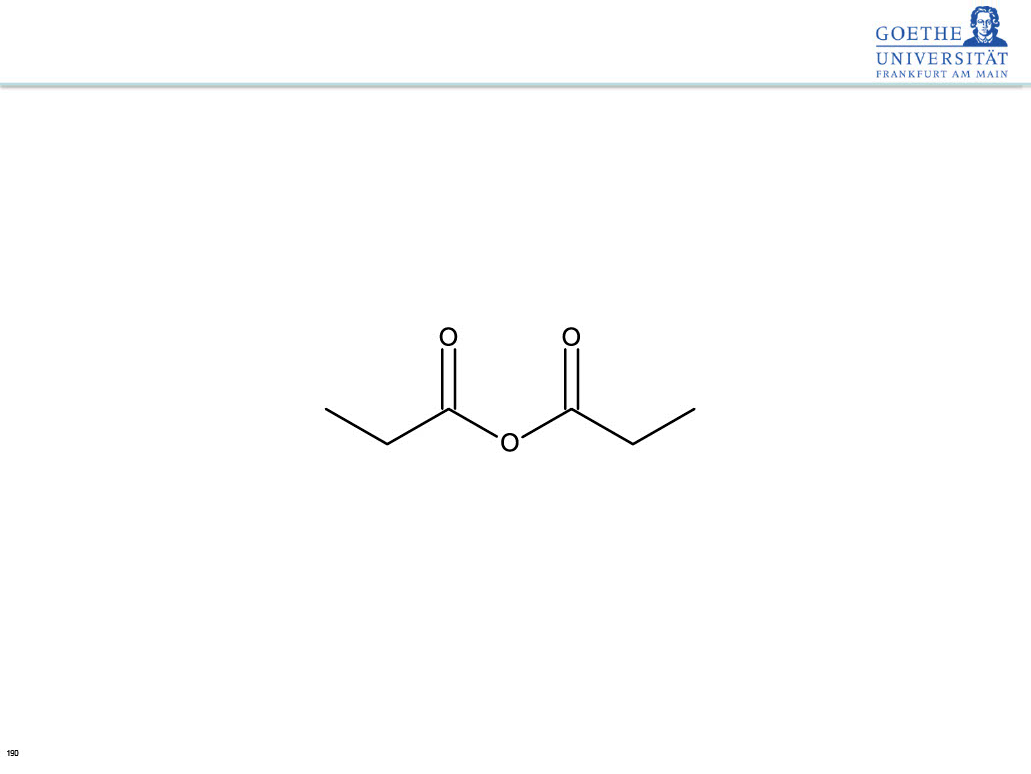 GOETHE
UNIVERSITÄT
FRANKFURT AM MAIN
O O
O
190